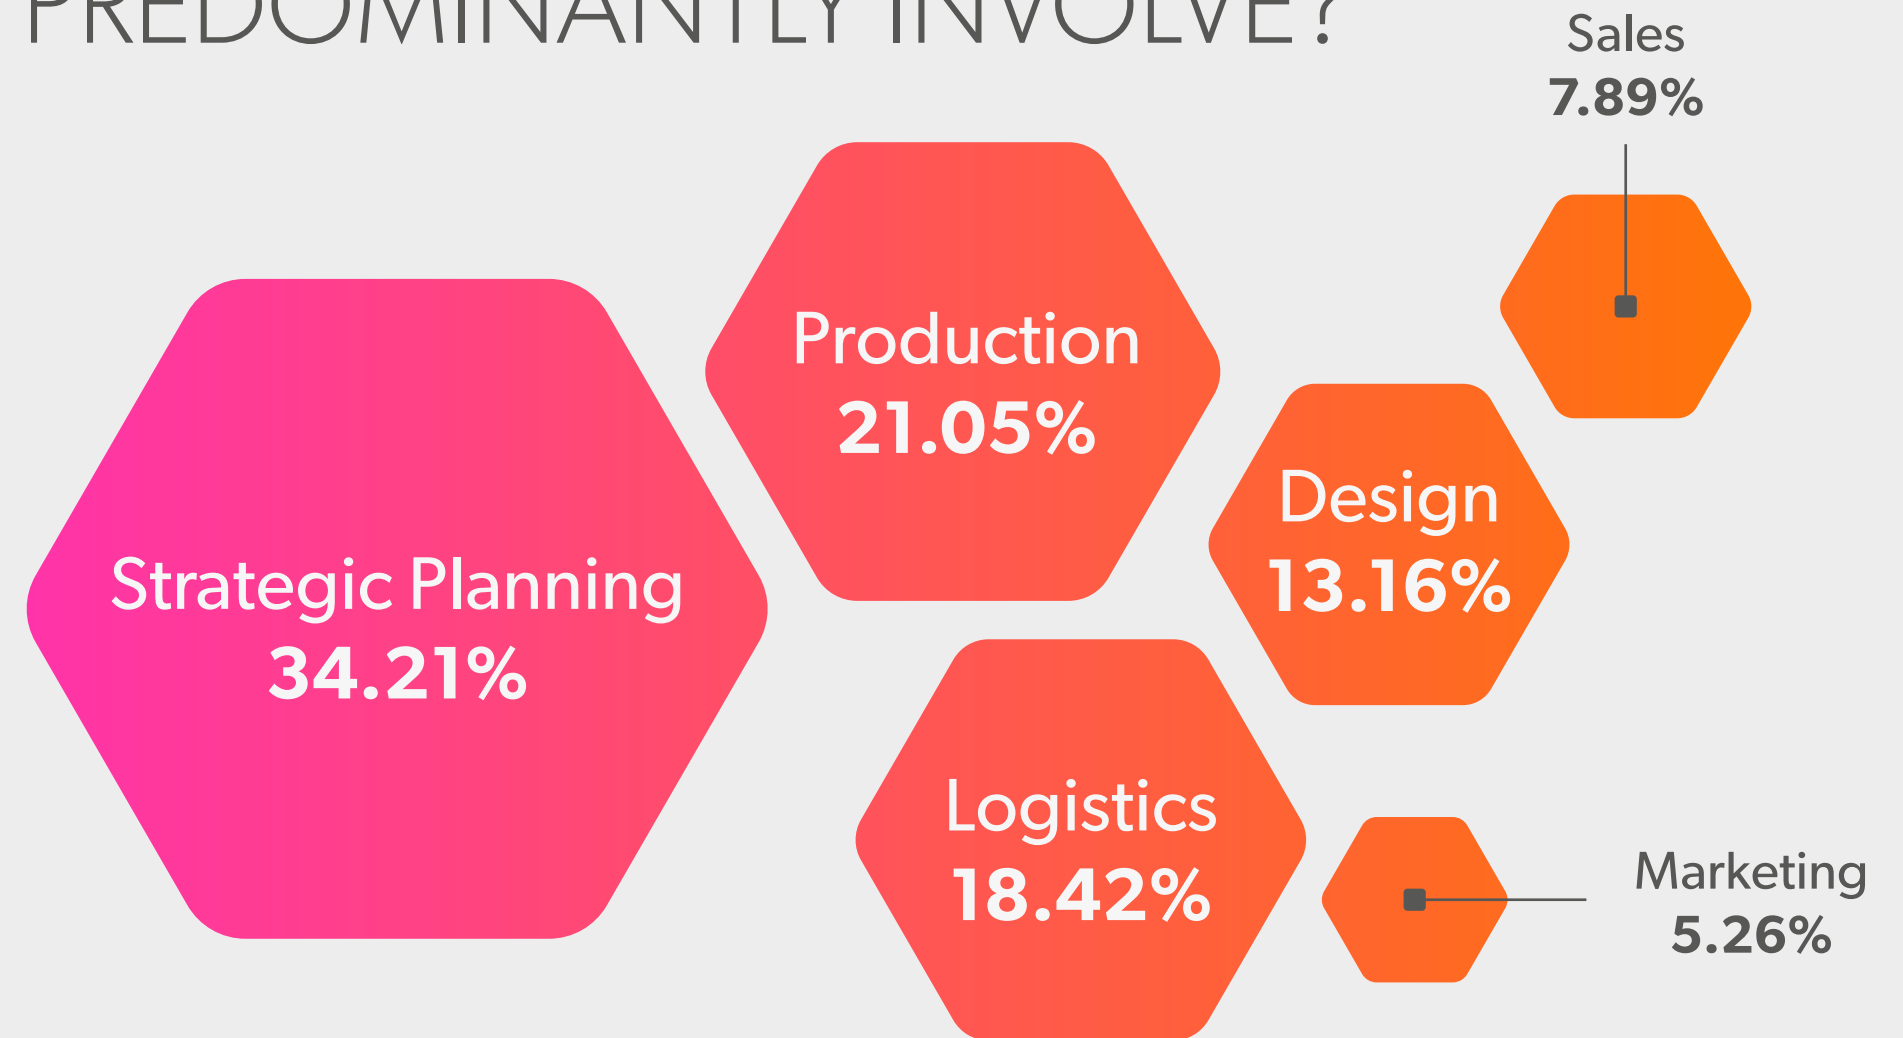 PREDOMINANTLY INVOLVE?
Sales
7.89%
Production
21.05%
Design
13.16%
Strategic Planning
34.21%
Logistics
18.42%
Marketing
5.26%